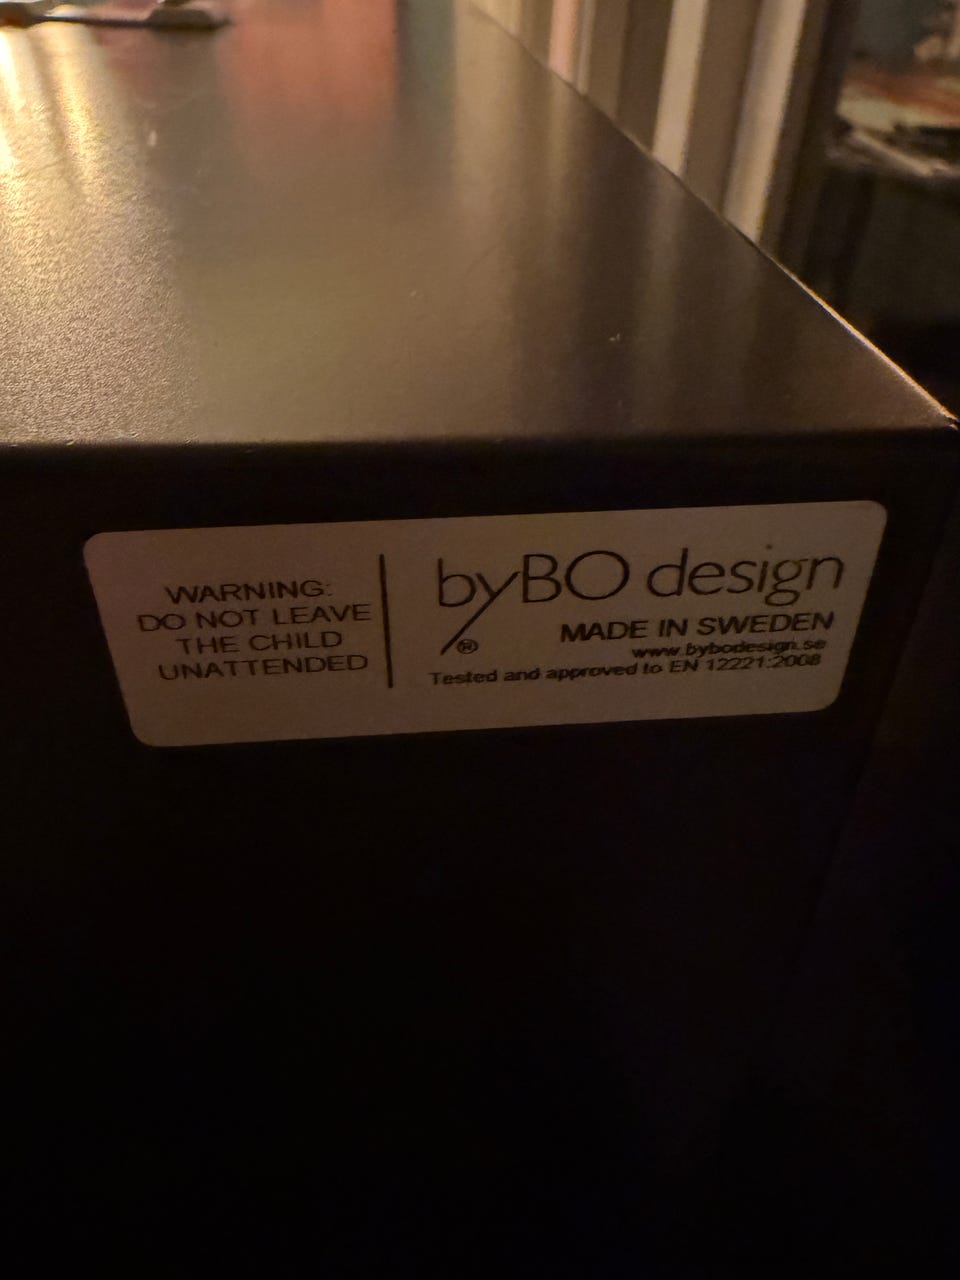 WARNING:
DO NOT LEAVE
THE CHILD
UNATTENDED
byBO design
®
MADE IN SWEDEN
www.bybodesign.se
Tested and approved to EN 12221:2008